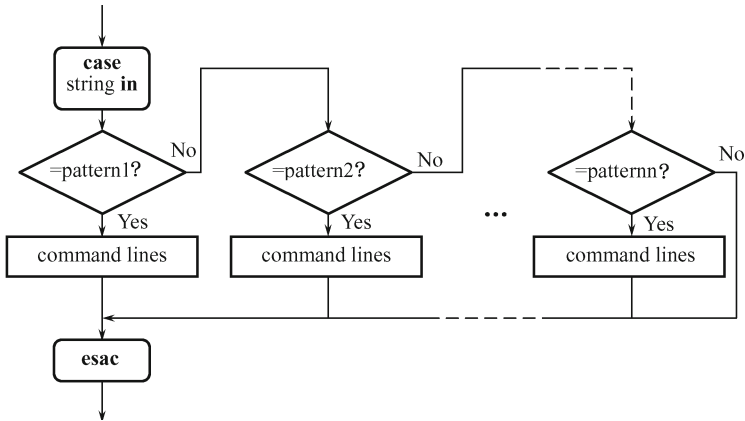 case
string in
=pattern1?
No
=pattern2?
No
=patternn?
No
Yes
Yes
...
Yes
command lines
command lines
command lines
esac